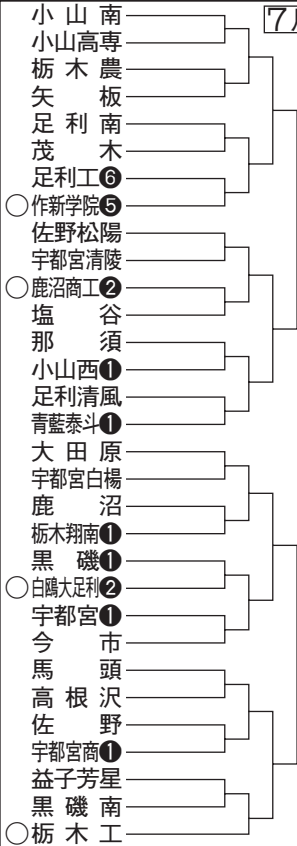 7
小山南
小山高専
栃木農
矢板
足利南
茂木
足利工❻
○作新学院❺
佐野松陽
宇都宮清陵
○鹿沼商工❷
塩谷
那須
小山西❶
足利清風
青藍泰斗❶
大田原
宇都宮白楊
鹿沼
栃木翔南❶
黒磯❶
○白鷗大足利❷
宇都宮❶
今市
馬頭
高根沢
佐野
宇都宮商❶
益子芳星
黒磯南
○栃木工